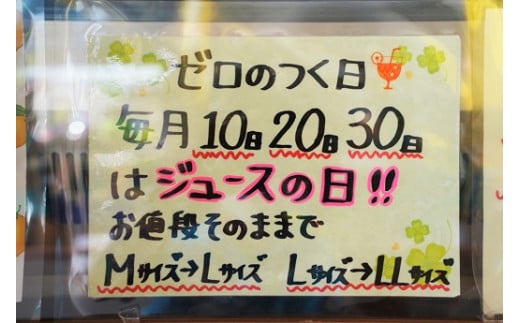 ゼロのつく日
毎月10日20日30日
はジュースの日!!
お値段そのままで
Mサイズ→Lサイズ Lサイズ→LLサイズ